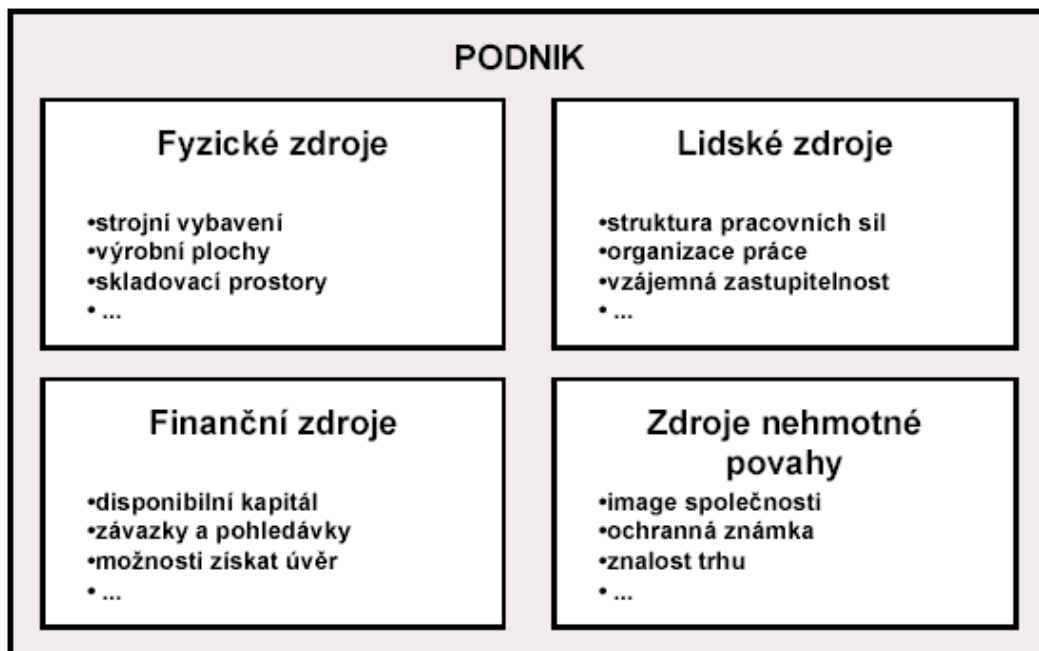 PODNIK
Fyzické zdroje
•strojní vybavení
•výrobní plochy
•skladovací prostory
• ...
Lidské zdroje
•struktura pracovních sil
•organizace práce
•vzájemná zastupitelnost
• ...
Finanční zdroje
•disponibilní kapitál
•závazky a pohledávky
•možnosti získat úvěr
• ...
Zdroje nehmotné
povahy
•image společnosti
•ochranná známka
•znalost trhu
• ...